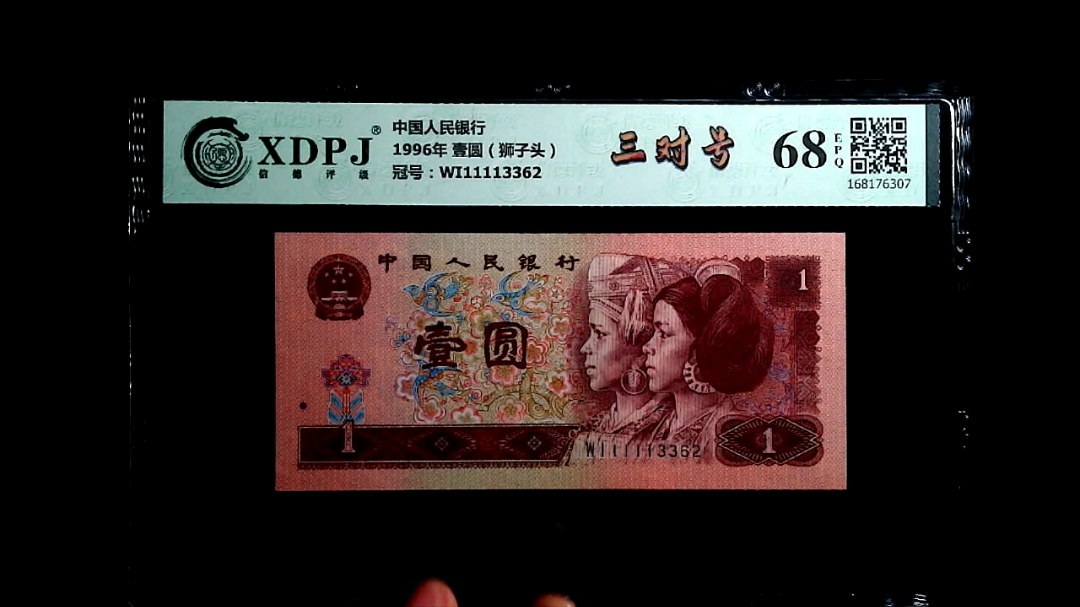 XDPJ®
信德评级
中国人民银行
1996年 壹圆（狮子头）
冠号：WI11113362
三对号
68
EPQ
168176307
中国人民银行
1
壹圆
1
WI11113362
1